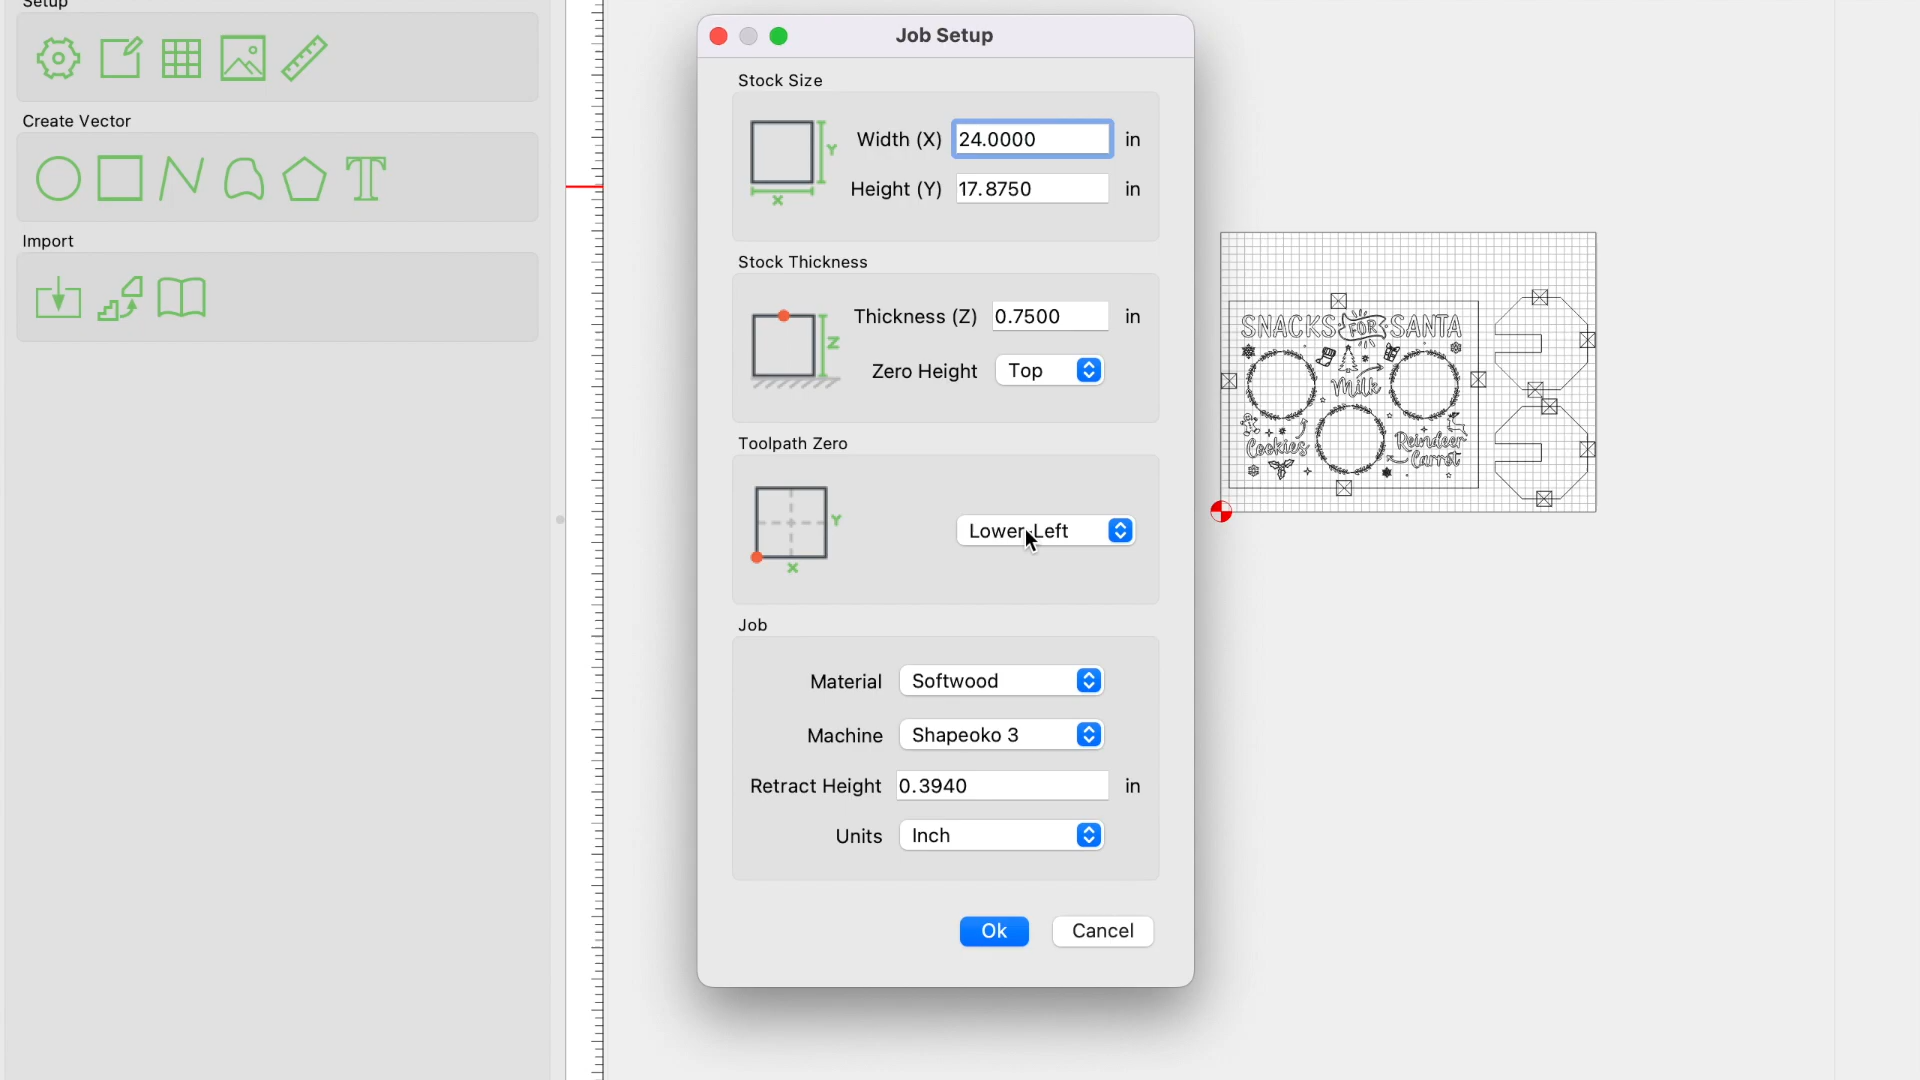 Setup
Create Vector
T
Import
Job Setup
Stock Size
Width (X) 24.0000 in
Y
Height (Y) 17.8750 in
X
Stock Thickness
Thickness (Z) 0.7500 in
Z
Zero Height Top
Toolpath Zero
Y
Lower Left
X
Job
Material Softwood
Machine Shapeoko 3
Retract Height 0.3940 in
Units Inch
Ok Cancel
SNACKS FOR SANTA
Milk
Cookies
Reindeer
Carrot